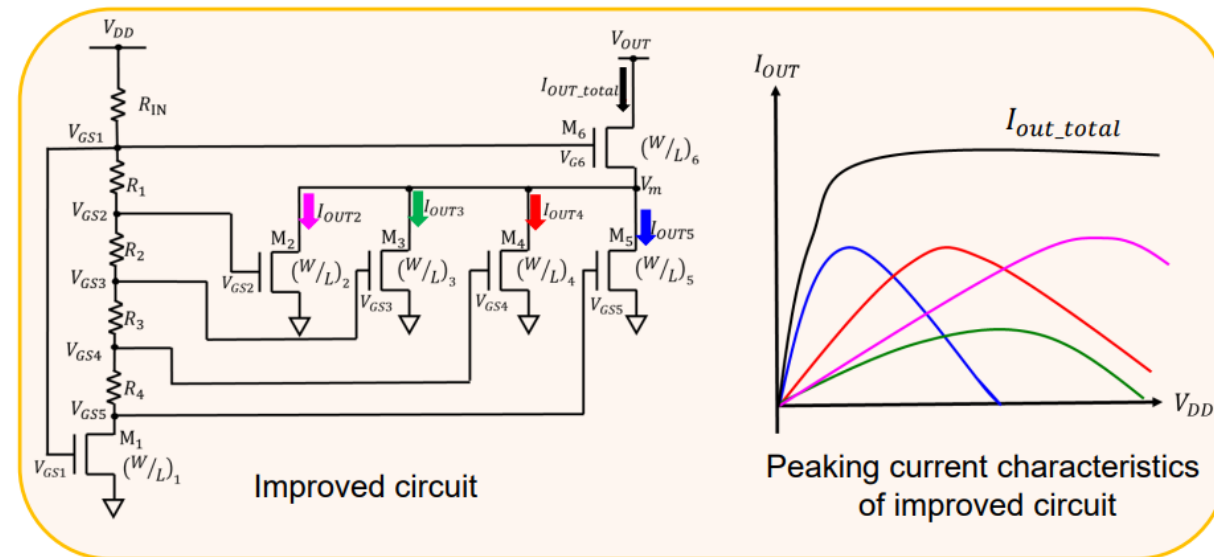 V_DD
R_IN
V_GS1
R_1
V_GS2
R_2
V_GS3
R_3
V_GS4
R_4
V_GS5
M_1
V_GS1
(W/L)_1
I_OUT2
M_2
V_GS2
(W/L)_2
I_OUT3
M_3
V_GS3
(W/L)_3
I_OUT4
M_4
V_GS4
(W/L)_4
V_OUT
I_OUT_total
M_6
V_G6
(W/L)_6
V_m
I_OUT5
M_5
V_GS5
(W/L)_5
Improved circuit
I_OUT
I_out_total
V_DD
Peaking current characteristics
of improved circuit